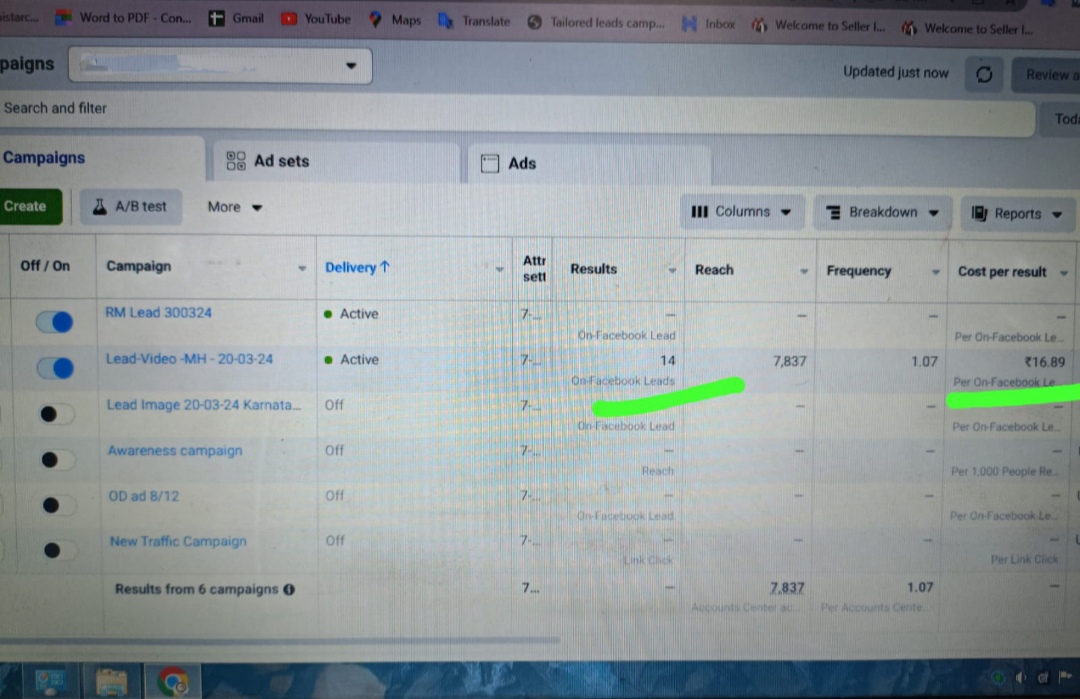 Word to PDF - Con... Gmail YouTube Maps Translate Tailored leads camp... Inbox Welcome to Seller I... Welcome to Seller I...
paigns Updated just now Review a
Search and filter Toda
Campaigns Ad sets Ads
Create A/B test More Columns Breakdown Reports
Off / On Campaign Delivery ↑ Attr setti Results Reach Frequency Cost per result
RM Lead 300324 Active 7-... — — — —
On-Facebook Lead Per On-Facebook Le...
Lead-Video -MH - 20-03-24 Active 7-... 14 7,837 1.07 ₹16.89
On-Facebook Leads Per On-Facebook Le
Lead Image 20-03-24 Karnata... Off 7-... — — — —
On-Facebook Lead Per On-Facebook Le...
Awareness campaign Off 7-... — — — —
Reach Per 1,000 People Re...
OD ad 8/12 Off 7-... — — — —
On-Facebook Lead Per On-Facebook Le...
New Traffic Campaign Off 7-... — — — —
Link Click Per Link Click
Results from 6 campaigns 7... — 7,837 1.07 —
Accounts Center ac... Per Accounts Cente...